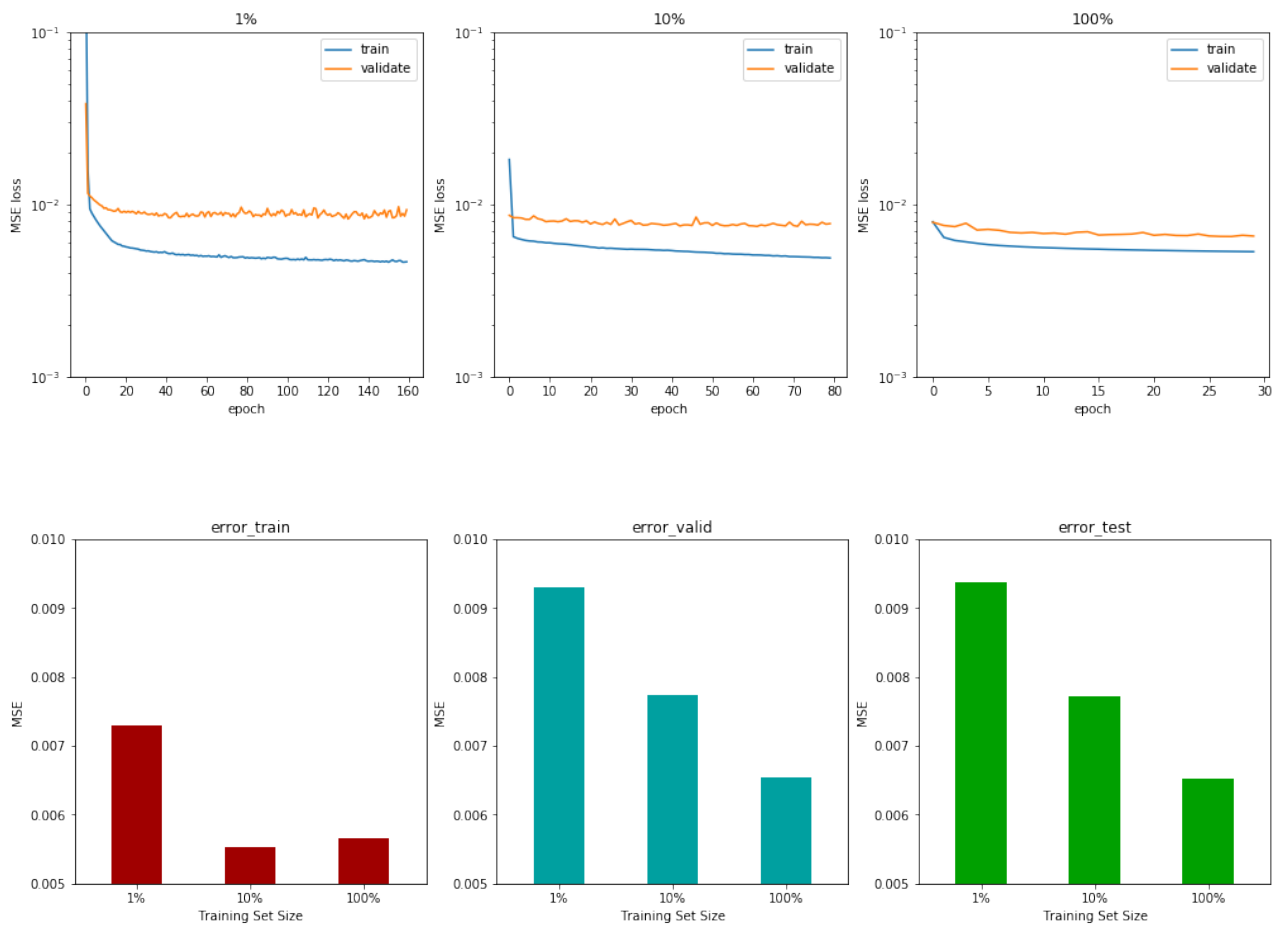 1%
10^-1
10^-2
10^-3
MSE loss
train
validate
0 20 40 60 80 100 120 140 160
epoch
10%
10^-1
10^-2
10^-3
MSE loss
train
validate
0 10 20 30 40 50 60 70 80
epoch
100%
10^-1
10^-2
10^-3
MSE loss
train
validate
0 5 10 15 20 25 30
epoch
error_train
0.010
0.009
0.008
0.007
0.006
0.005
MSE
1% 10% 100%
Training Set Size
error_valid
0.010
0.009
0.008
0.007
0.006
0.005
MSE
1% 10% 100%
Training Set Size
error_test
0.010
0.009
0.008
0.007
0.006
0.005
MSE
1% 10% 100%
Training Set Size